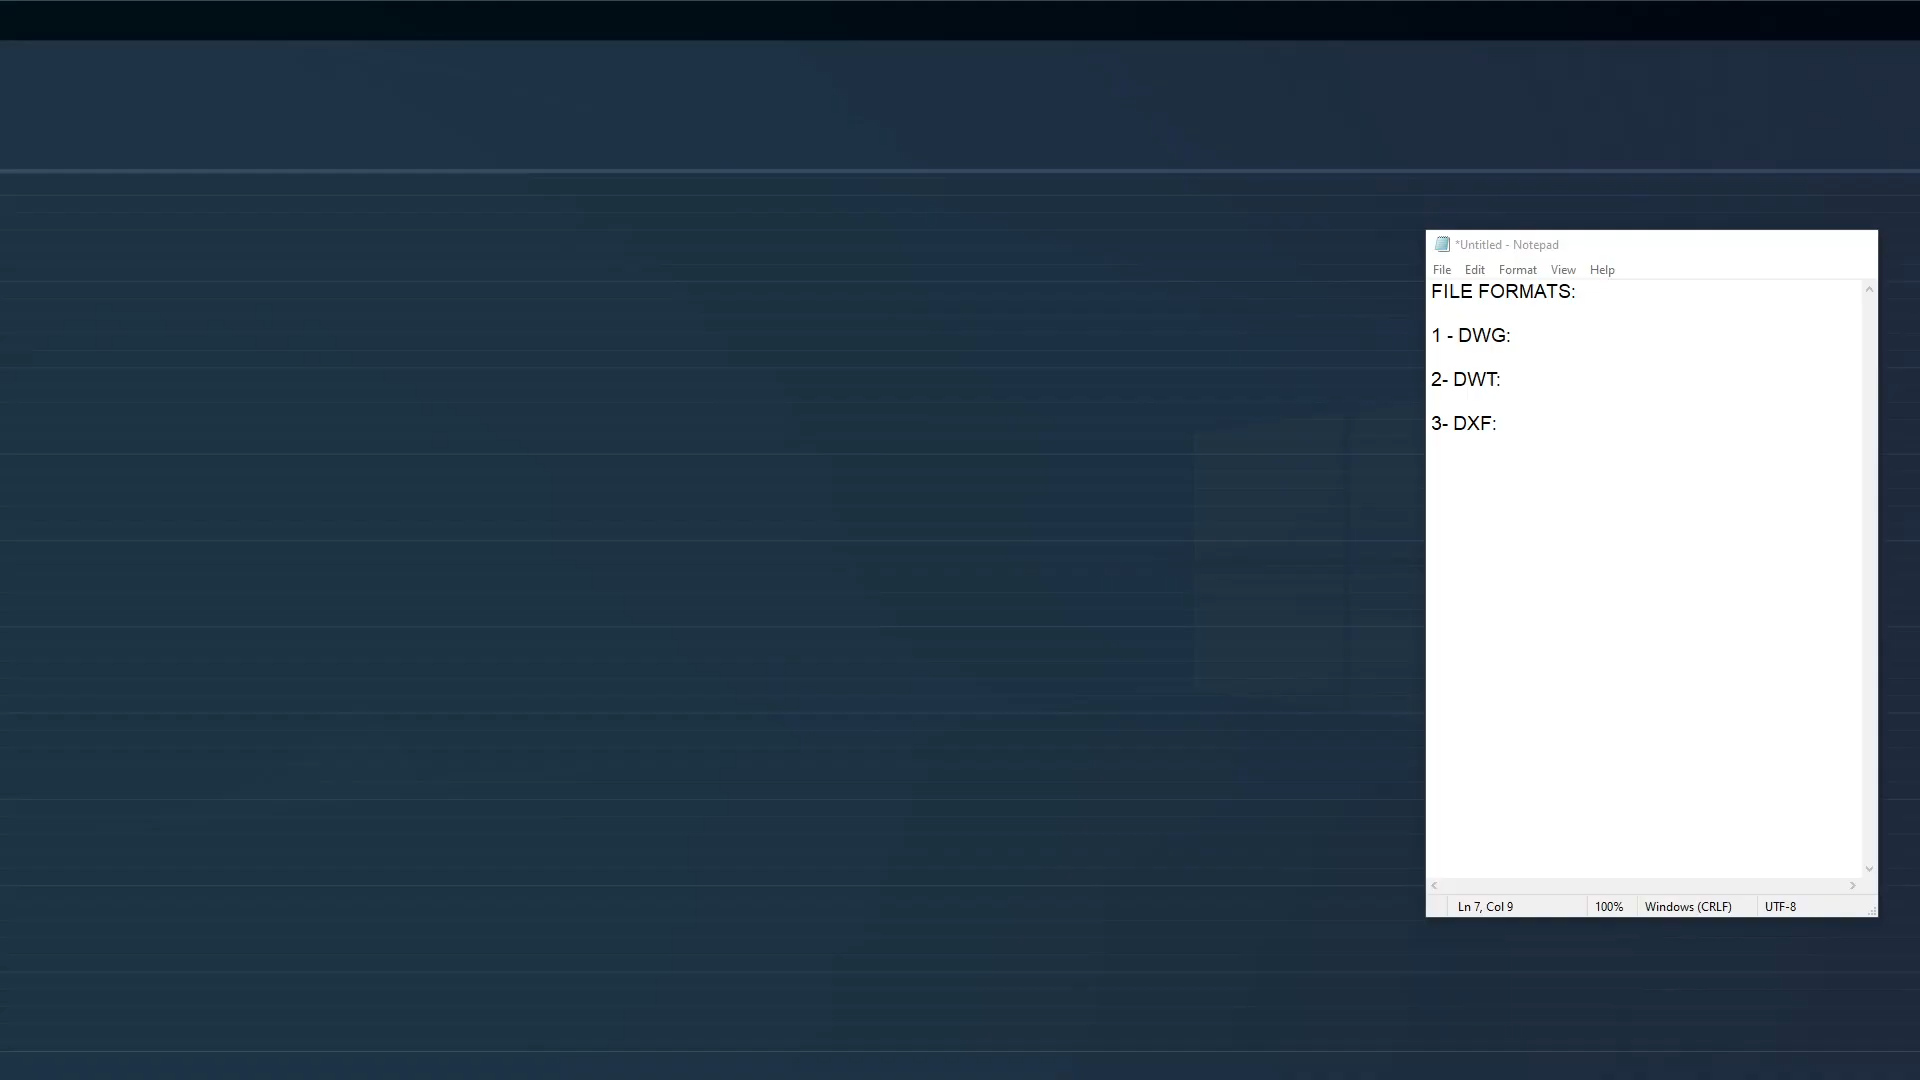 *Untitled - Notepad
File Edit Format View Help
FILE FORMATS:
1 - DWG:
2- DWT:
3- DXF:
Ln 7, Col 9 100% Windows (CRLF) UTF-8